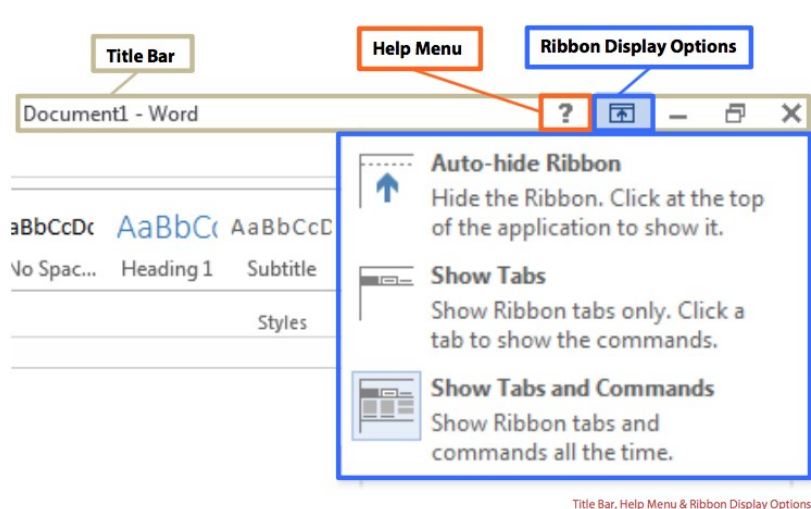 Title Bar
Help Menu
Ribbon Display Options
Document1 - Word
?
Auto-hide Ribbon
Hide the Ribbon. Click at the top
of the application to show it.
aBbCcDc AaBbC( AaBbCcD
No Spac... Heading 1 Subtitle
Styles
Show Tabs
Show Ribbon tabs only. Click a
tab to show the commands.
Show Tabs and Commands
Show Ribbon tabs and
commands all the time.
Title Bar, Help Menu & Ribbon Display Options